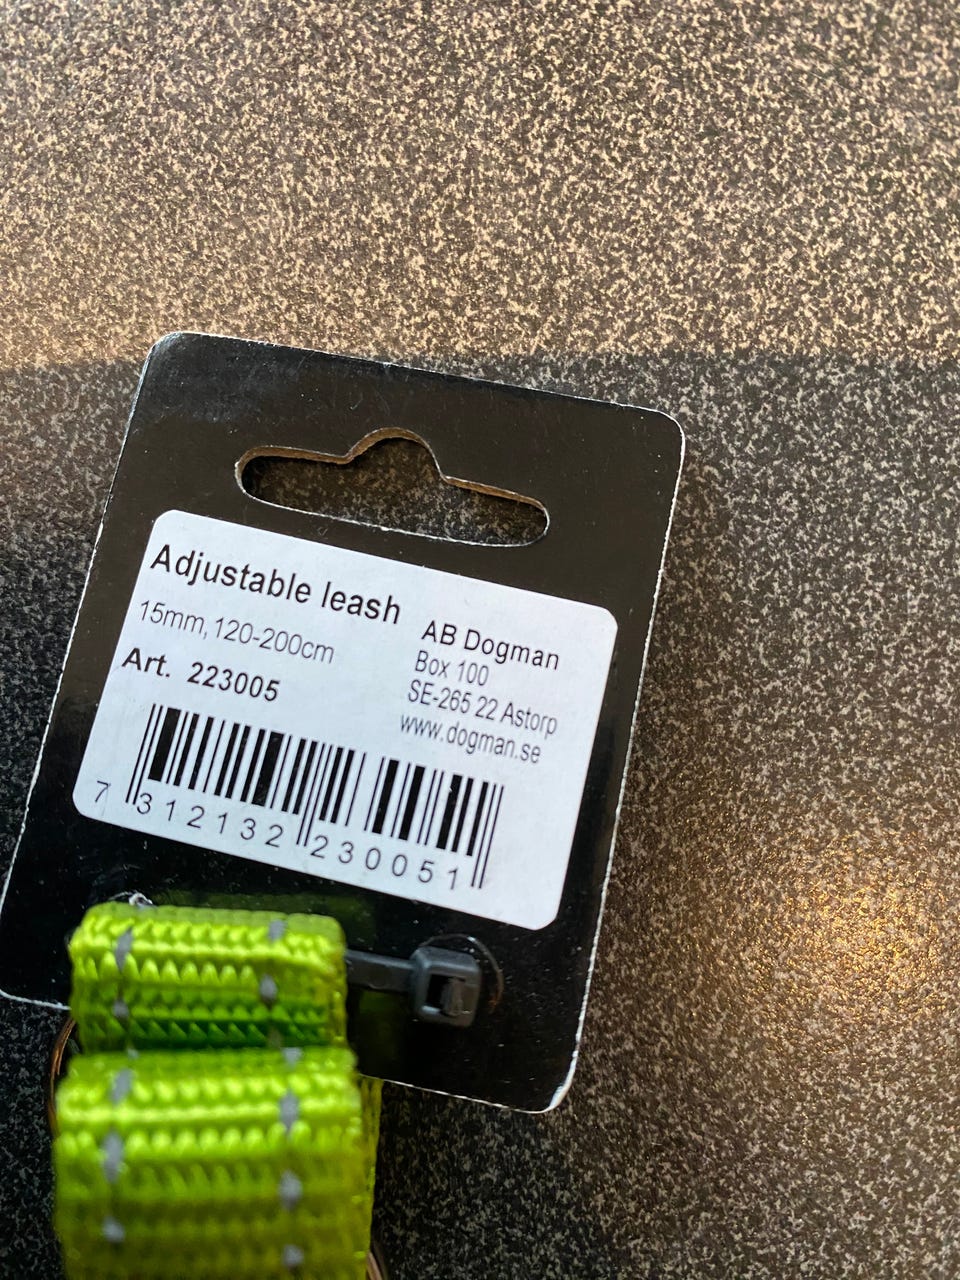 Adjustable leash
15mm, 120-200cm
Art. 223005
AB Dogman
Box 100
SE-265 22 Astorp
www.dogman.se
7 312132 230051